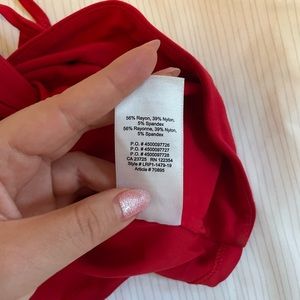 56% Rayon, 39% Nylon,
5% Spandex
56% Rayonne, 39% Nylon,
5% Spandex
P.O. # 4500097726
P.O. # 4500097727
P.O. # 4500097728
CA 23725 RN 122354
Style # LRP1-1479-19
Article # 70895